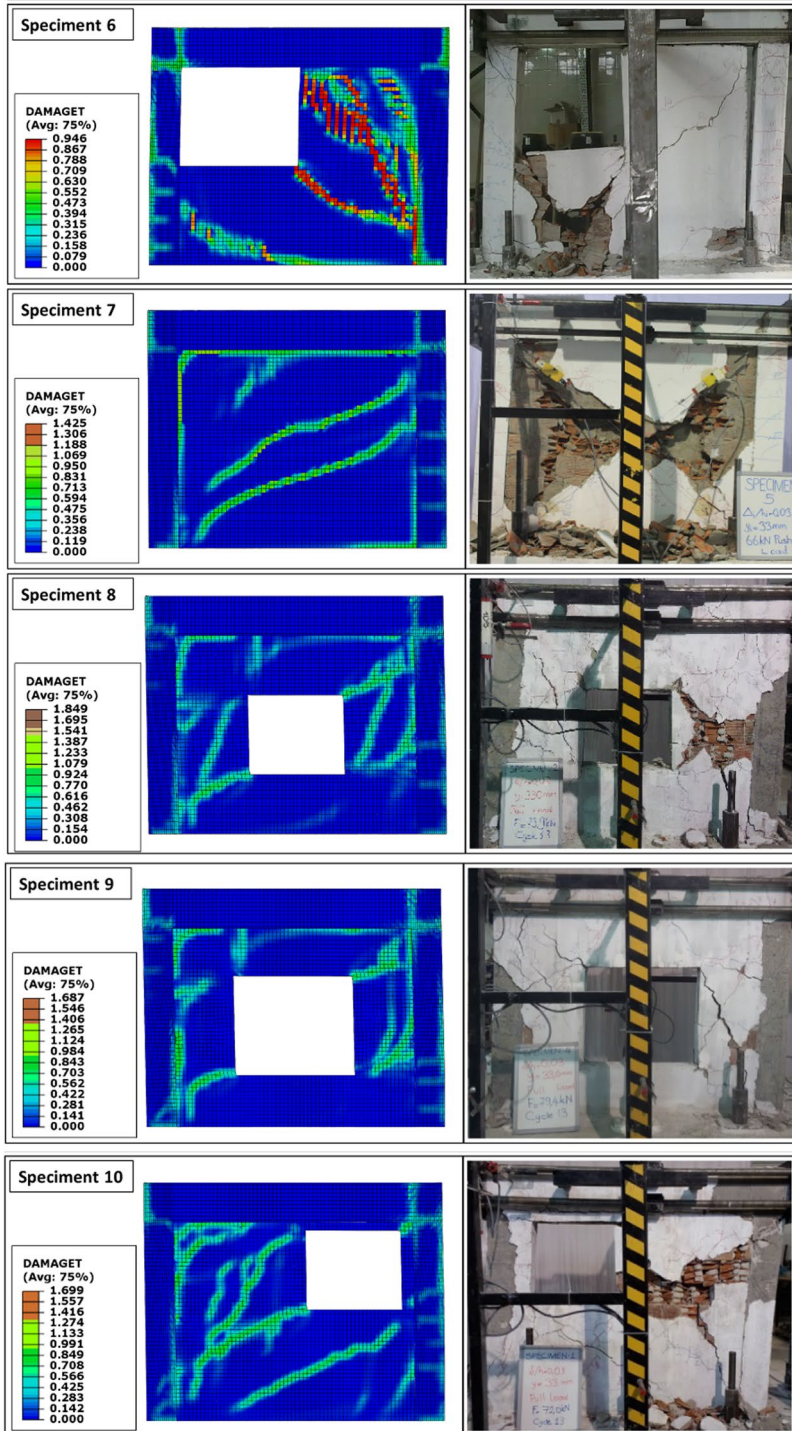 Speciment 6
DAMAGET
(Avg: 75%)
0.946
0.867
0.788
0.709
0.630
0.552
0.473
0.394
0.315
0.236
0.158
0.079
0.000
Speciment 7
DAMAGET
(Avg: 75%)
1.425
1.306
1.188
1.069
0.950
0.831
0.713
0.594
0.475
0.356
0.238
0.119
0.000
SPECIMEN
5
66kN Push
Load
Speciment 8
DAMAGET
(Avg: 75%)
1.849
1.695
1.541
1.387
1.233
1.079
0.924
0.770
0.616
0.462
0.308
0.154
0.000
Cycle 13
Speciment 9
DAMAGET
(Avg: 75%)
1.687
1.546
1.406
1.265
1.124
0.984
0.843
0.703
0.562
0.422
0.281
0.141
0.000
Pull Load
Cycle 13
Speciment 10
DAMAGET
(Avg: 75%)
1.699
1.557
1.416
1.274
1.133
0.991
0.849
0.708
0.566
0.425
0.283
0.142
0.000
Pull Load
Cycle 13